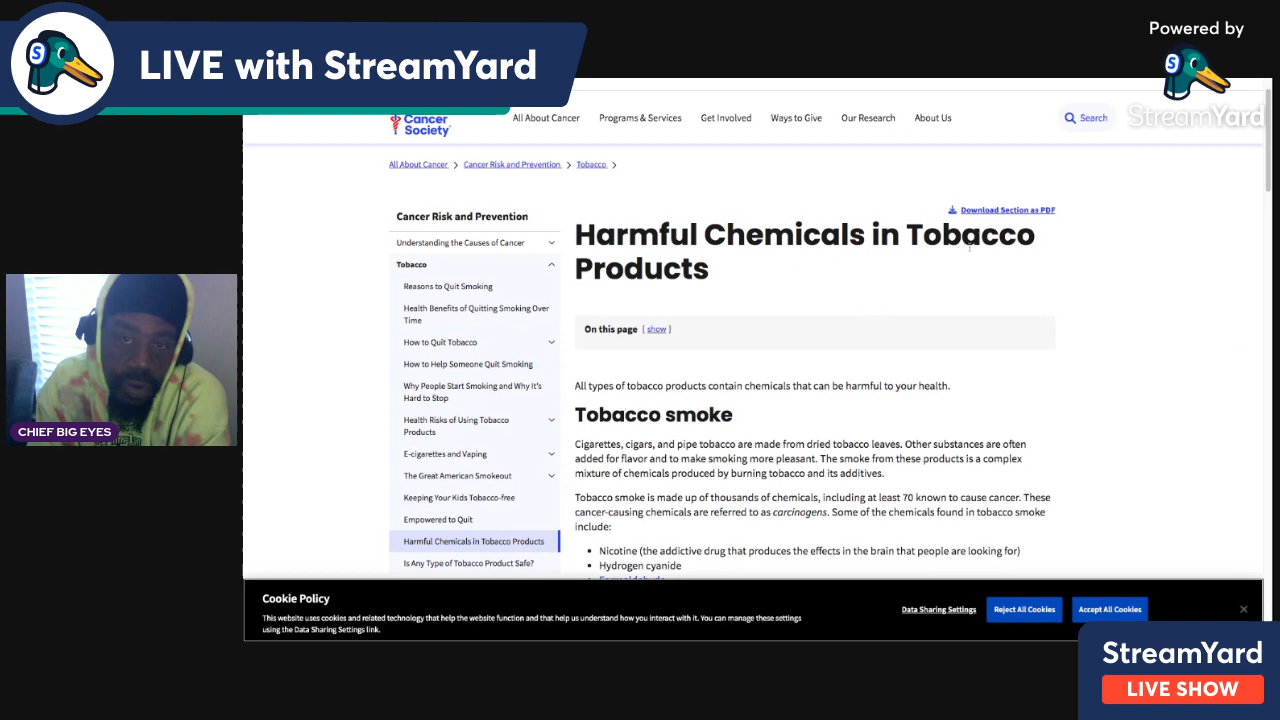 LIVE with StreamYard
Powered by
StreamYard
Cancer
Society
All About Cancer
Programs & Services
Get Involved
Ways to Give
Our Research
About Us
Search
All About Cancer > Cancer Risk and Prevention > Tobacco >
Cancer Risk and Prevention
Understanding the Causes of Cancer
Tobacco
Reasons to Quit Smoking
Health Benefits of Quitting Smoking Over
Time
How to Quit Tobacco
How to Help Someone Quit Smoking
Why People Start Smoking and Why It's
Hard to Stop
Health Risks of Using Tobacco
Products
E-cigarettes and Vaping
The Great American Smokeout
Keeping Your Kids Tobacco-free
Empowered to Quit
Harmful Chemicals in Tobacco Products
Is Any Type of Tobacco Product Safe?
Download Section as PDF
Harmful Chemicals in Tobacco
Products
On this page [ show ]
All types of tobacco products contain chemicals that can be harmful to your health.
Tobacco smoke
Cigarettes, cigars, and pipe tobacco are made from dried tobacco leaves. Other substances are often
added for flavor and to make smoking more pleasant. The smoke from these products is a complex
mixture of chemicals produced by burning tobacco and its additives.
Tobacco smoke is made up of thousands of chemicals, including at least 70 known to cause cancer. These
cancer-causing chemicals are referred to as carcinogens. Some of the chemicals found in tobacco smoke
include:
• Nicotine (the addictive drug that produces the effects in the brain that people are looking for)
• Hydrogen cyanide
CHIEF BIG EYES
Cookie Policy
This website uses cookies and related technology that help the website function and that help us understand how you interact with it. You can manage these settings
using the Data Sharing Settings link.
Data Sharing Settings
Reject All Cookies
Accept All Cookies
StreamYard
LIVE SHOW